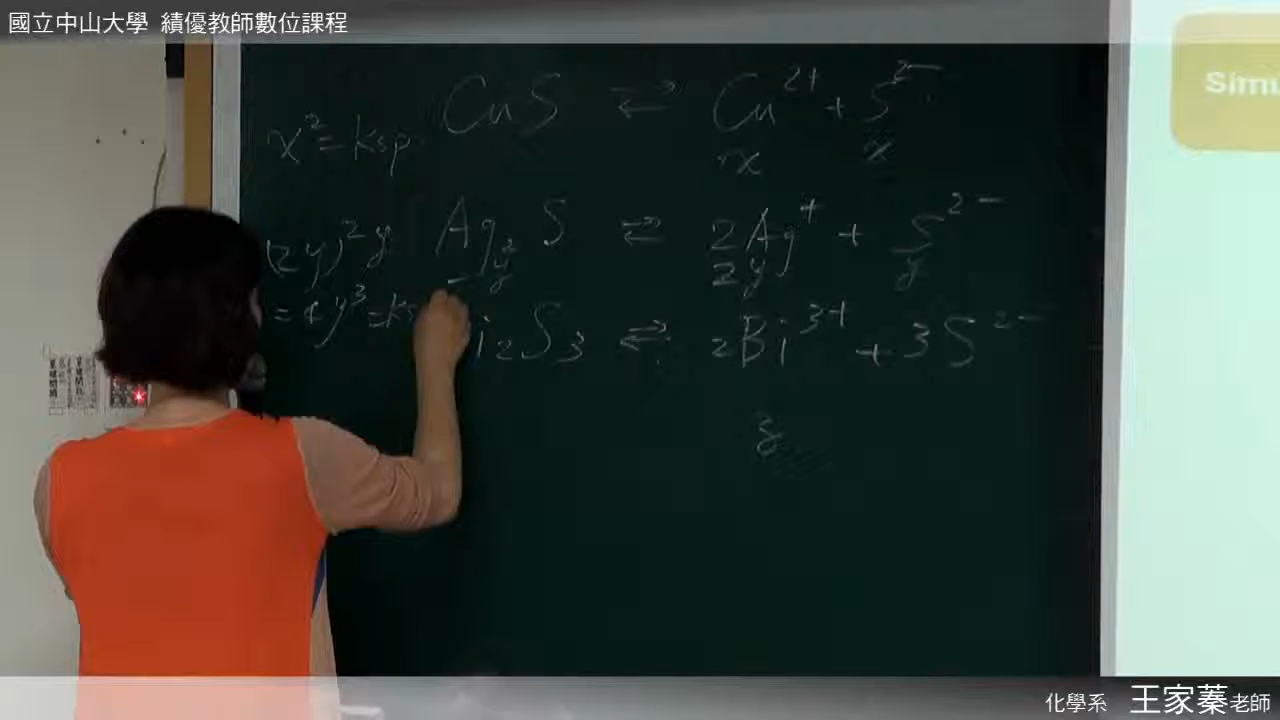 國立中山大學 績優教師數位課程
Simu
CuS ⇌ Cu²⁺ + S²⁻
x² = ksp
x x
(2y)²y Ag₂S ⇌ 2Ag⁺ + S²⁻
y 2y y
= 4y³ = ks
i₂S₃ ⇌ 2Bi³⁺ + 3S²⁻
化學系 王家蓁老師